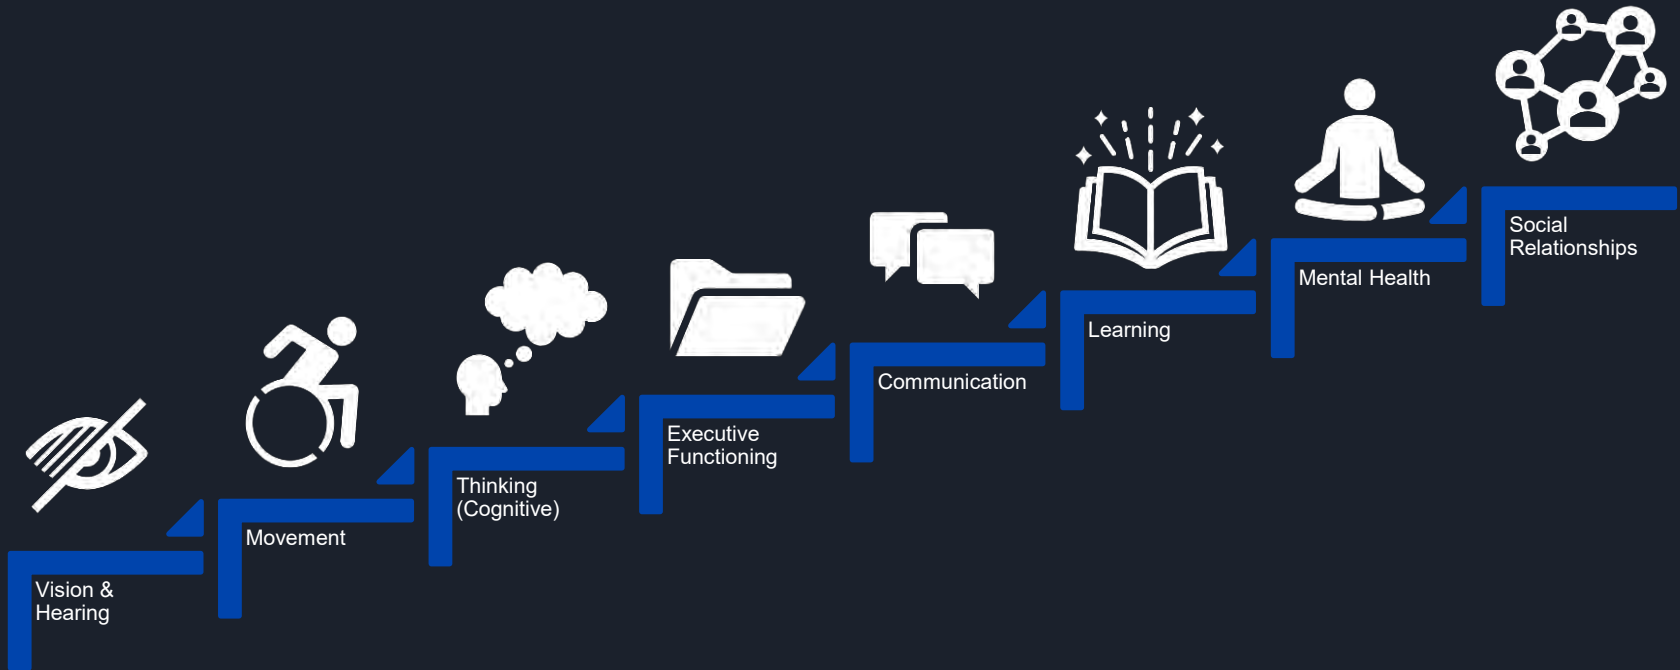 Vision &
Hearing
Movement
Thinking
(Cognitive)
Executive
Functioning
Communication
Learning
Mental Health
Social
Relationships